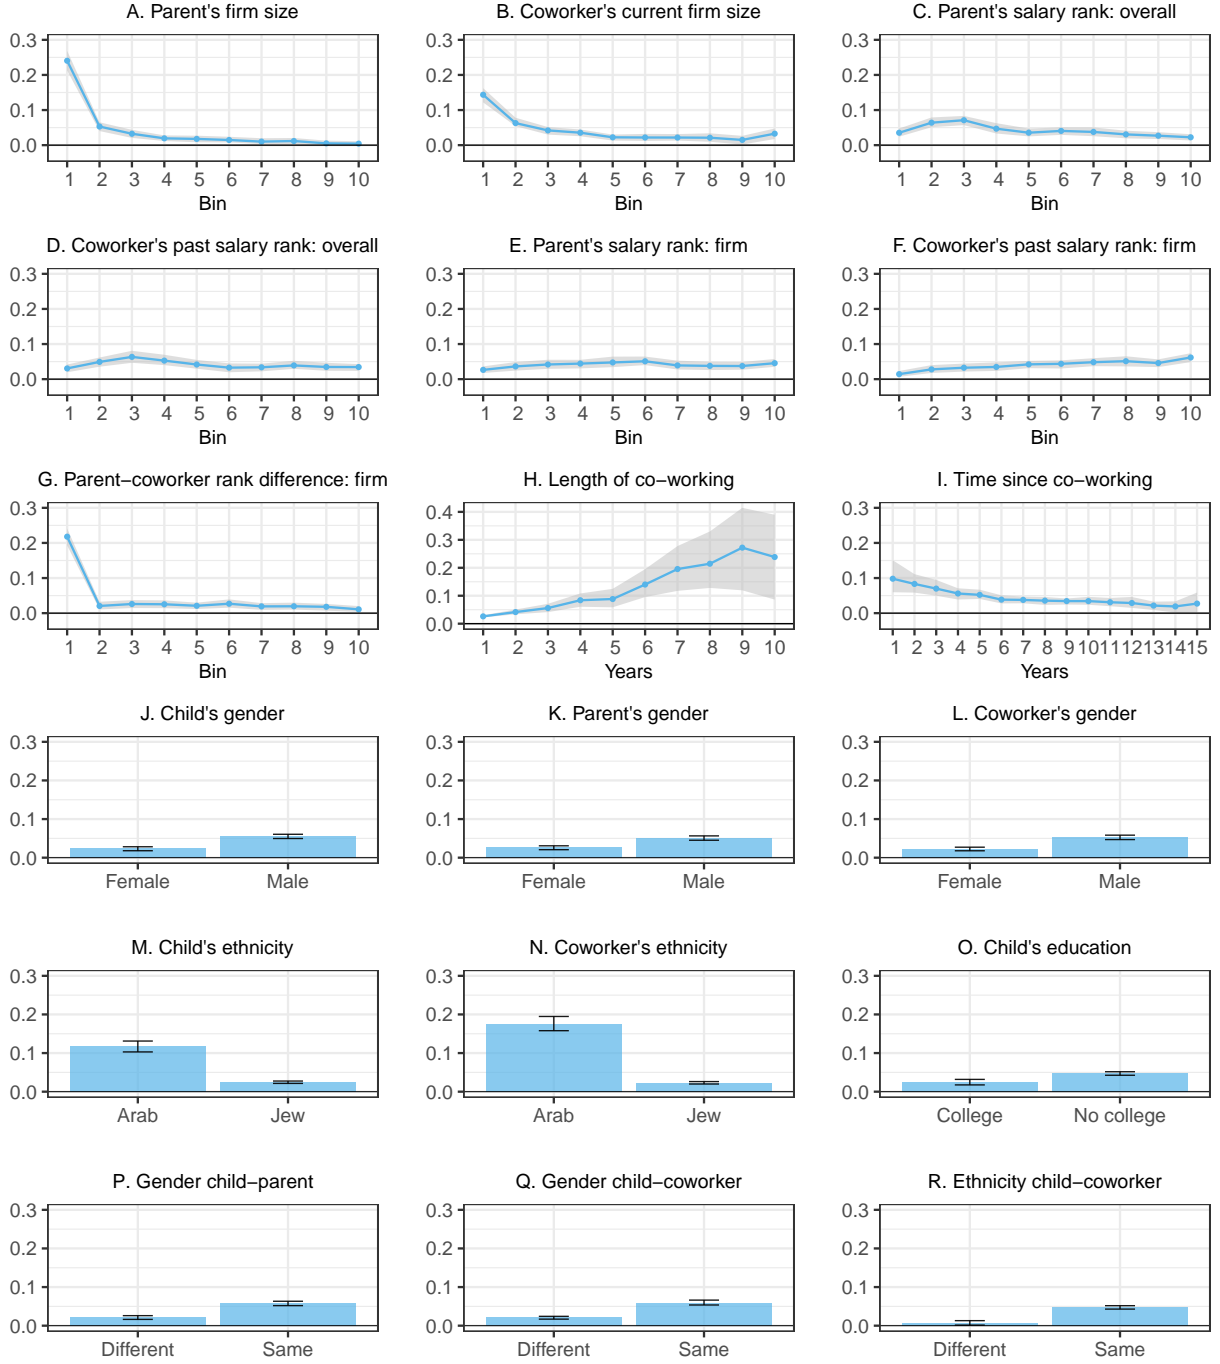 A. Parent's firm size
0.3
0.2
0.1
0.0
1 2 3 4 5 6 7 8 9 10
Bin
B. Coworker's current firm size
0.3
0.2
0.1
0.0
1 2 3 4 5 6 7 8 9 10
Bin
C. Parent's salary rank: overall
0.3
0.2
0.1
0.0
1 2 3 4 5 6 7 8 9 10
Bin
D. Coworker's past salary rank: overall
0.3
0.2
0.1
0.0
1 2 3 4 5 6 7 8 9 10
Bin
E. Parent's salary rank: firm
0.3
0.2
0.1
0.0
1 2 3 4 5 6 7 8 9 10
Bin
F. Coworker's past salary rank: firm
0.3
0.2
0.1
0.0
1 2 3 4 5 6 7 8 9 10
Bin
G. Parent−coworker rank difference: firm
0.3
0.2
0.1
0.0
1 2 3 4 5 6 7 8 9 10
Bin
H. Length of co−working
0.4
0.3
0.2
0.1
0.0
1 2 3 4 5 6 7 8 9 10
Years
I. Time since co−working
0.3
0.2
0.1
0.0
1 2 3 4 5 6 7 8 9 10 11 12 13 14 15
Years
J. Child's gender
0.3
0.2
0.1
0.0
Female Male
K. Parent's gender
0.3
0.2
0.1
0.0
Female Male
L. Coworker's gender
0.3
0.2
0.1
0.0
Female Male
M. Child's ethnicity
0.3
0.2
0.1
0.0
Arab Jew
N. Coworker's ethnicity
0.3
0.2
0.1
0.0
Arab Jew
O. Child's education
0.3
0.2
0.1
0.0
College No college
P. Gender child−parent
0.3
0.2
0.1
0.0
Different Same
Q. Gender child−coworker
0.3
0.2
0.1
0.0
Different Same
R. Ethnicity child−coworker
0.3
0.2
0.1
0.0
Different Same